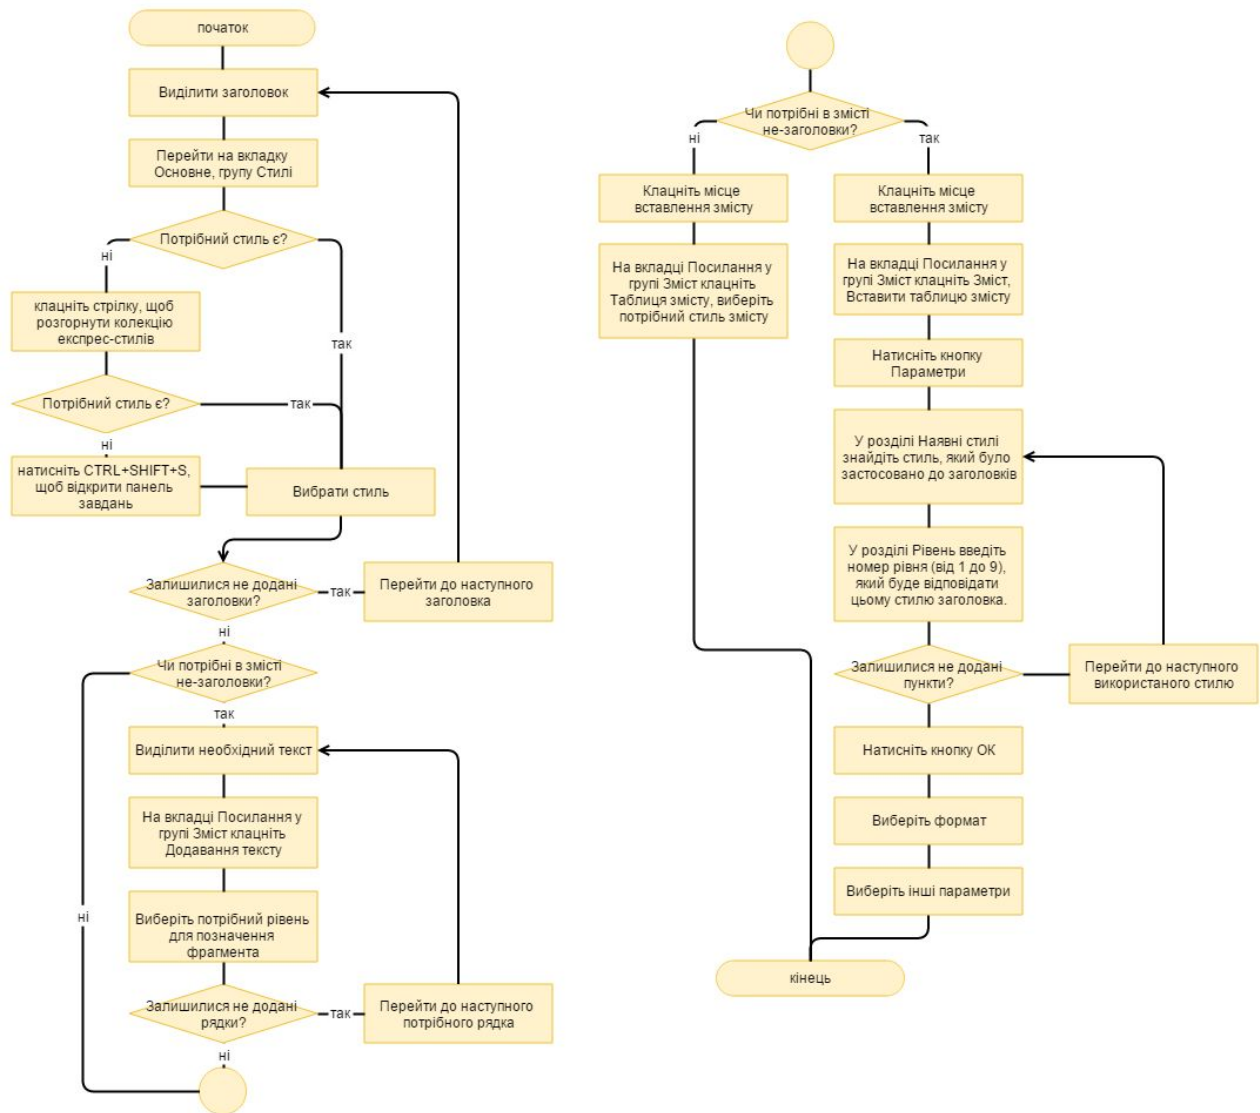 початок
Виділити заголовок
Перейти на вкладку
Основне, групу Стилі
Потрібний стиль є?
ні
клацніть стрілку, щоб
розгорнути колекцію
експрес-стилів
так
Потрібний стиль є?
так
ні
натисніть CTRL+SHIFT+S,
щоб відкрити панель
завдань
Вибрати стиль
Залишилися не додані
заголовки?
так
Перейти до наступного
заголовка
ні
Чи потрібні в змісті
не-заголовки?
так
Виділити необхідний текст
На вкладці Посилання у
групі Зміст клацніть
Додавання тексту
ні
Виберіть потрібний рівень
для позначення
фрагмента
Залишилися не додані
рядки?
так
Перейти до наступного
потрібного рядка
ні
Чи потрібні в змісті
не-заголовки?
ні
так
Клацніть місце
вставлення змісту
На вкладці Посилання у
групі Зміст клацніть
Таблиця змісту, виберіть
потрібний стиль змісту
Клацніть місце
вставлення змісту
На вкладці Посилання у
групі Зміст клацніть Зміст,
Вставити таблицю змісту
Натисніть кнопку
Параметри
У розділі Наявні стилі
знайдіть стиль, який було
застосовано до заголовків
У розділі Рівень введіть
номер рівня (від 1 до 9),
який буде відповідати
цьому стилю заголовка.
Залишилися не додані
пункти?
Перейти до наступного
використаного стилю
Натисніть кнопку ОК
Виберіть формат
Виберіть інші параметри
кінець